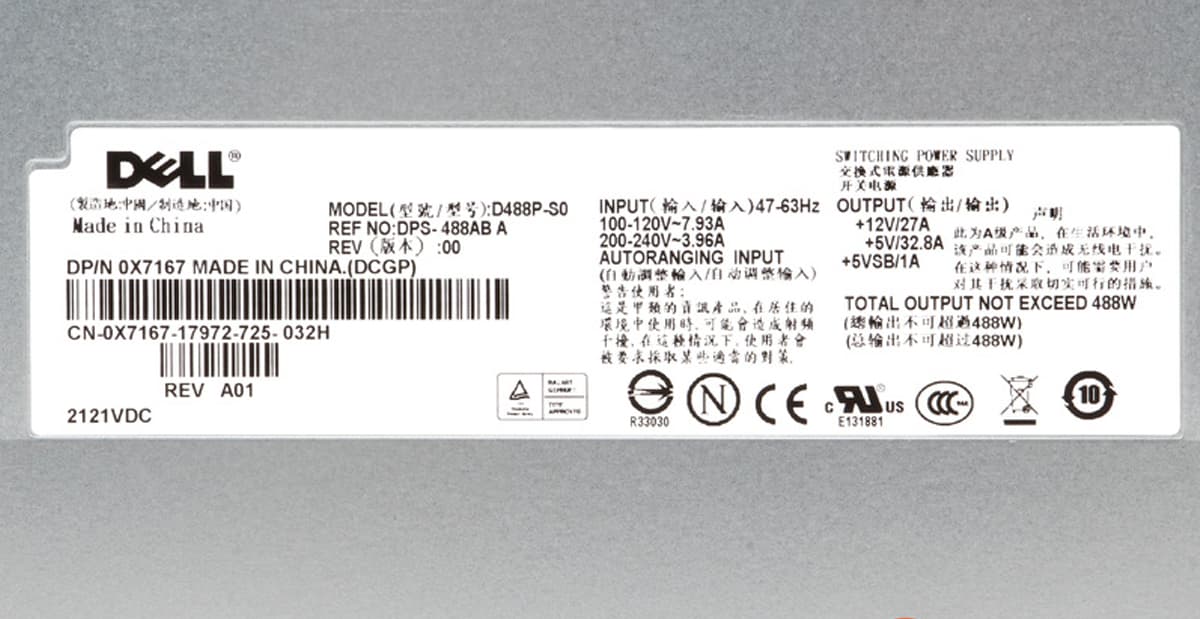 DELL®
(製造地:中國/制造地:中国)
Made in China
MODEL(型號/型号):D488P-S0
REF NO:DPS- 488AB A
REV (版本) :00
DP/N 0X7167 MADE IN CHINA.(DCGP)
CN-0X7167-17972-725- 032H
REV A01
2121VDC
INPUT(輸入/输入)47-63Hz
100-120V~7.93A
200-240V~3.96A
AUTORANGING INPUT
(自動調整輸入/自动调整输入)
警告使用者:
這是甲類的資訊產品,在居住的
環境中使用時,可能會造成射頻
干擾,在這種情況下,使用者會
被要求採取某些適當的對策.
SWITCHING POWER SUPPLY
交換式電源供應器
开关电源
OUTPUT(輸出/输出)
+12V/27A
+5V/32.8A
+5VSB/1A
声明
此为A级产品,在生活环境中,
该产品可能会造成无线电干扰。
在这种情况下,可能需要用户
对其干扰采取切实可行的措施。
TOTAL OUTPUT NOT EXCEED 488W
(總輸出不可超過488W)
(总输出不可超过488W)
TYPE
APPROVED
R33030
N
CE
c RU® US
E131881
CCC
10